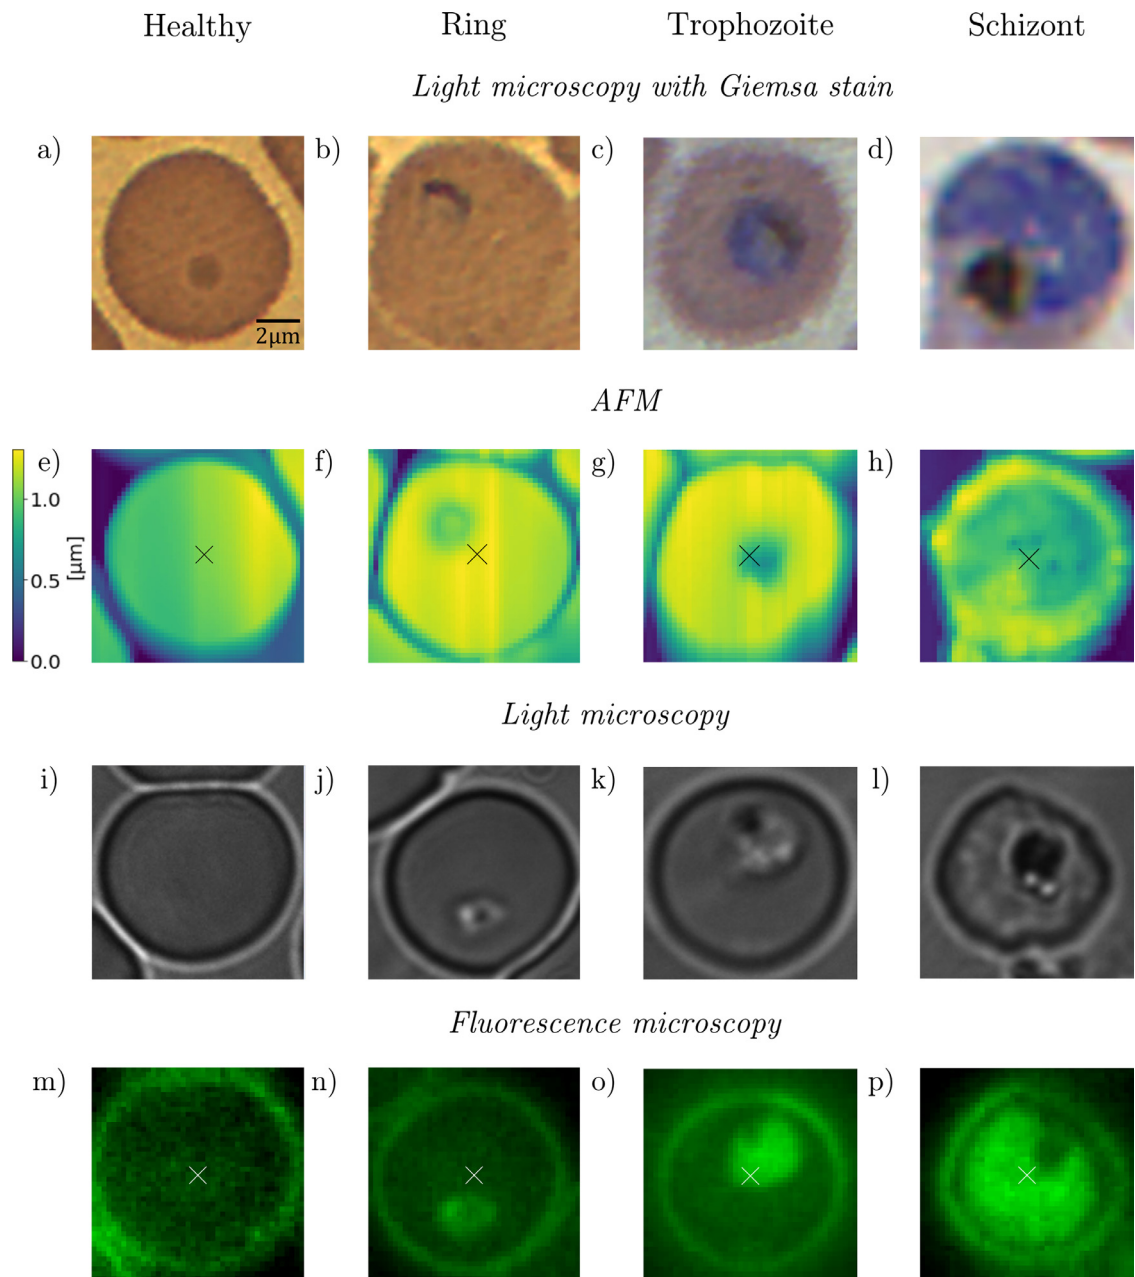 Healthy Ring Trophozoite Schizont
Light microscopy with Giemsa stain
a) b) c) d)
2μm
AFM
e) f) g) h)
1.0
0.5
[μm]
0.0
Light microscopy
i) j) k) l)
Fluorescence microscopy
m) n) o) p)